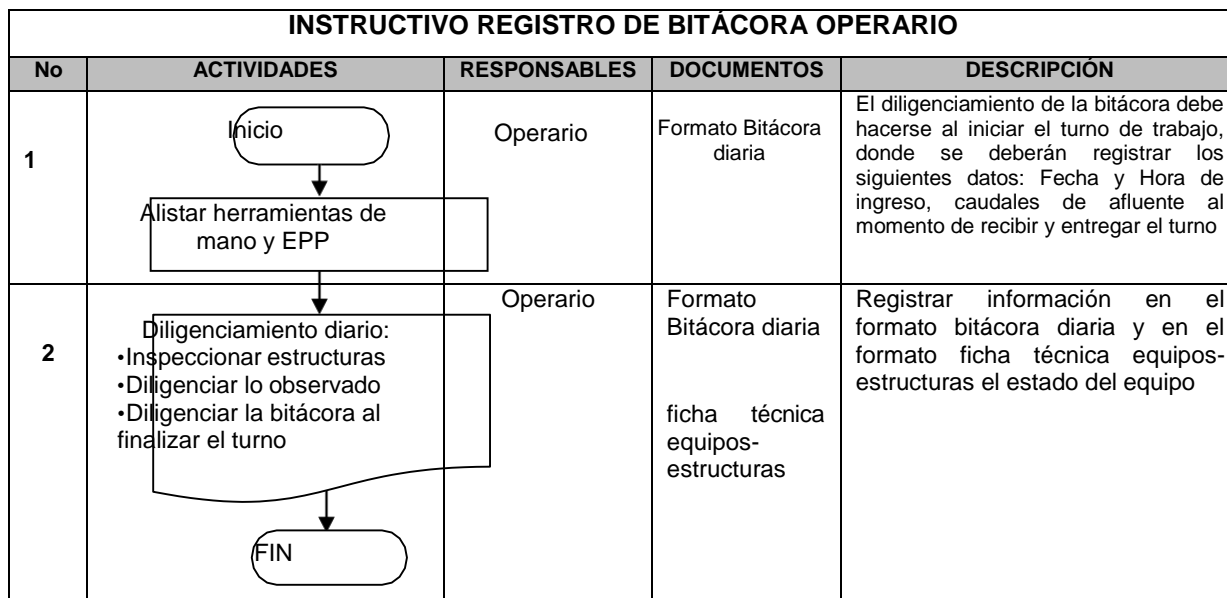 INSTRUCTIVO REGISTRO DE BITÁCORA OPERARIO
No ACTIVIDADES RESPONSABLES DOCUMENTOS DESCRIPCIÓN
1
Inicio
Alistar herramientas de
mano y EPP
Operario
Formato Bitácora
diaria
El diligenciamiento de la bitácora debe
hacerse al iniciar el turno de trabajo,
donde se deberán registrar los
siguientes datos: Fecha y Hora de
ingreso, caudales de afluente al
momento de recibir y entregar el turno
2
Diligenciamiento diario:
•Inspeccionar estructuras
•Diligenciar lo observado
•Diligenciar la bitácora al
finalizar el turno
FIN
Operario
Formato
Bitácora diaria
ficha técnica
equipos-
estructuras
Registrar información en el
formato bitácora diaria y en el
formato ficha técnica equipos-
estructuras el estado del equipo